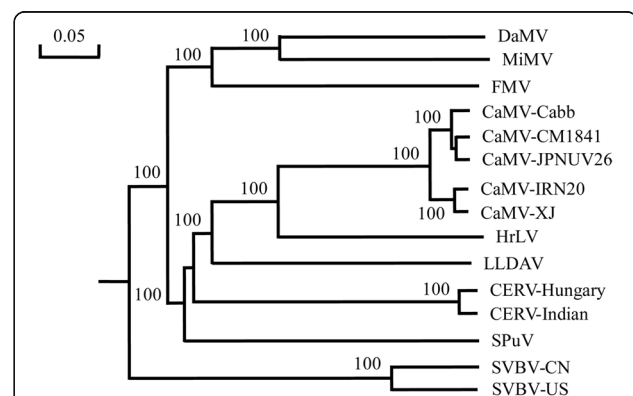 0.05
100
DaMV
100
MiMV
FMV
CaMV-Cabb
100
CaMV-CM1841
100
CaMV-JPNUV26
100
100
CaMV-IRN20
100
CaMV-XJ
100
HrLV
LLDAV
100
100
CERV-Hungary
CERV-Indian
SPuV
100
SVBV-CN
SVBV-US